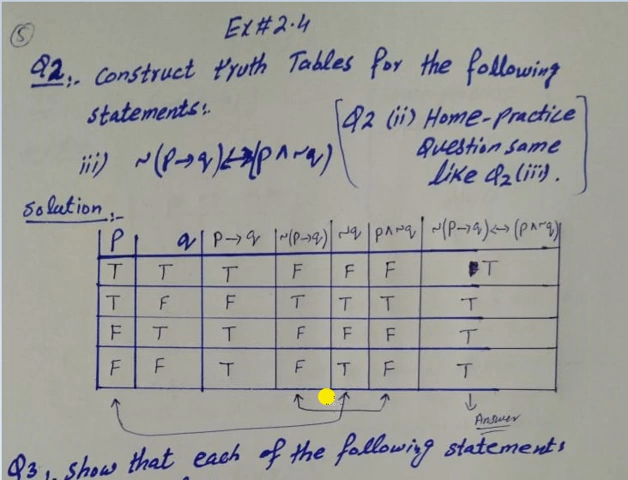 5
Ex#2.4
Q2:- Construct truth Tables for the following
statements:.
iii) ~(P→q)↔(p∧~q)
[Q2 (ii) Home-practice
Question same
like Q2(iii).]
Solution:-
P q P→q ~(P→q) ~q p∧~q ~(P→q)↔(p∧~q)
T T T F F F T
T F F T T T T
F T T F F F T
F F T F T F T
Answer
Q3:. Show that each of the following statements